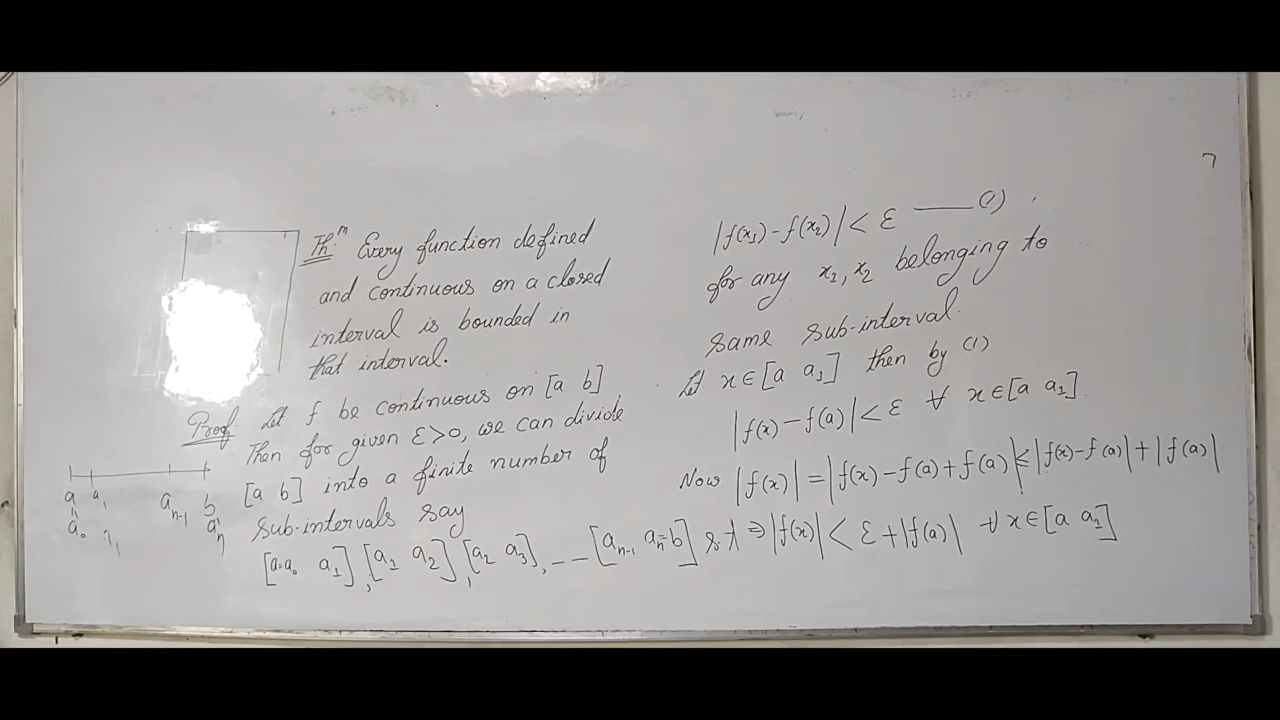 Th.ᵐ Every function defined
and continuous on a closed
interval is bounded in
that interval.
Proof. Let f be continuous on [a b]
Then for given ε>0, we can divide
[a b] into a finite number of
sub-intervals say
[a=a₀ a₁], [a₁ a₂], [a₂ a₃], --- [aₙ₋₁ aₙ=b] s.t
a a₁ aₙ₋₁ b
a₀ aₙ
|f(x₁)-f(x₂)| < ε —— (1)
for any x₁, x₂ belonging to
same sub-interval.
Let x∈[a a₁] then by (1)
|f(x)-f(a)| < ε ∀ x∈[a a₁].
Now |f(x)| = |f(x)-f(a)+f(a)| ≤ |f(x)-f(a)|+|f(a)|
⇒ |f(x)| < ε+|f(a)| ∀ x∈[a a₁]